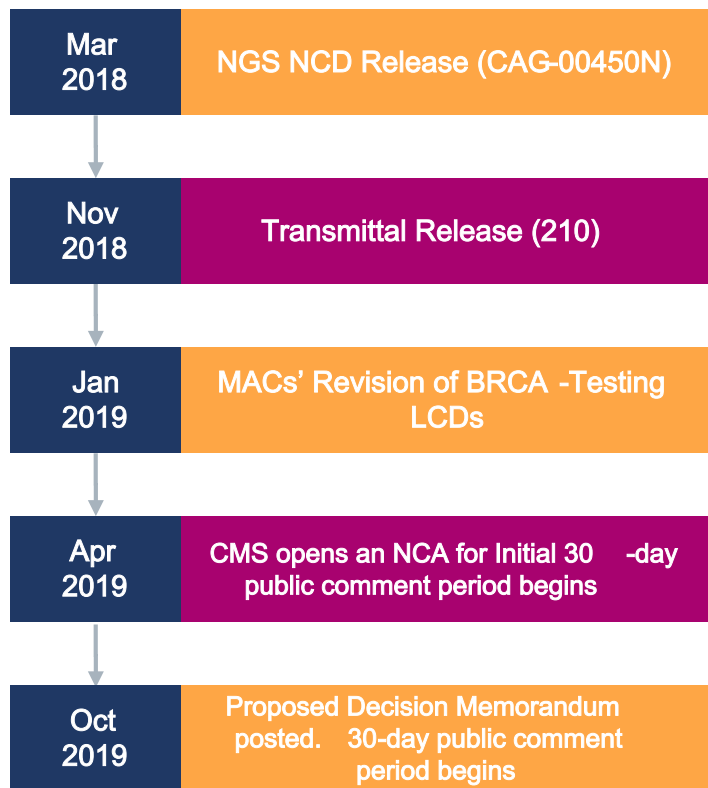 Mar
2018
NGS NCD Release (CAG-00450N)
Nov
2018
Transmittal Release (210)
Jan
2019
MACs’ Revision of BRCA -Testing
LCDs
Apr
2019
CMS opens an NCA for Initial 30 -day
public comment period begins
Oct
2019
Proposed Decision Memorandum
posted. 30-day public comment
period begins